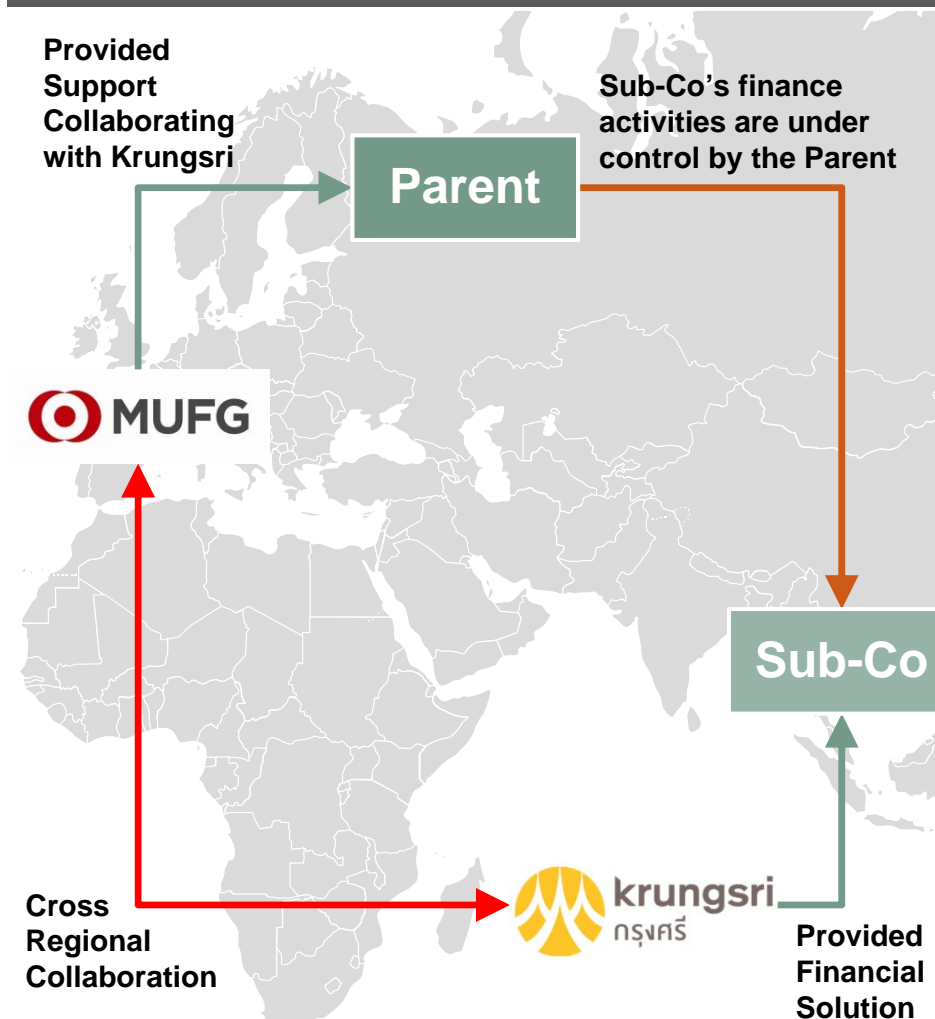 Provided
Support
Collaborating
with Krungsri
Sub-Co's finance
activities are under
control by the Parent
Parent
MUFG
Sub-Co
krungsri
กรุงศรี
Cross
Regional
Collaboration
Provided
Financial
Solution